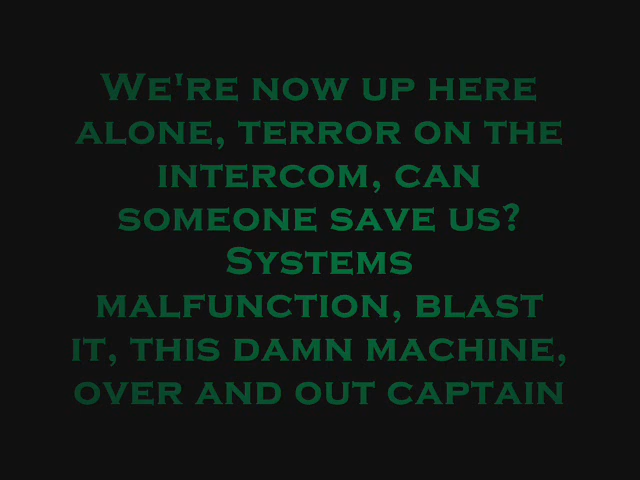 We're now up here
alone, terror on the
intercom, can
someone save us?
Systems
malfunction, blast
it, this damn machine,
over and out captain